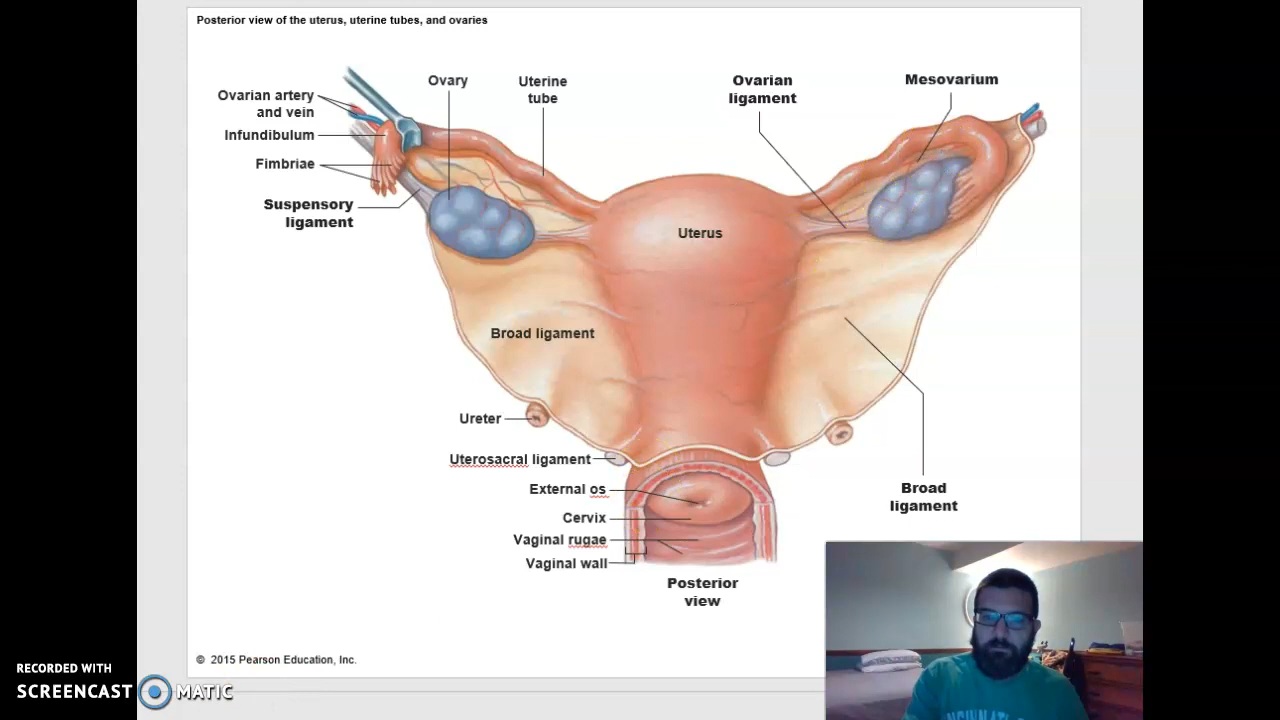 Posterior view of the uterus, uterine tubes, and ovaries
Ovarian artery
and vein
Infundibulum
Fimbriae
Suspensory
ligament
Ovary
Uterine
tube
Ovarian
ligament
Mesovarium
Uterus
Broad ligament
Ureter
Uterosacral ligament
External os
Cervix
Vaginal rugae
Vaginal wall
Broad
ligament
Posterior
view
© 2015 Pearson Education, Inc.
RECORDED WITH
SCREENCAST MATIC